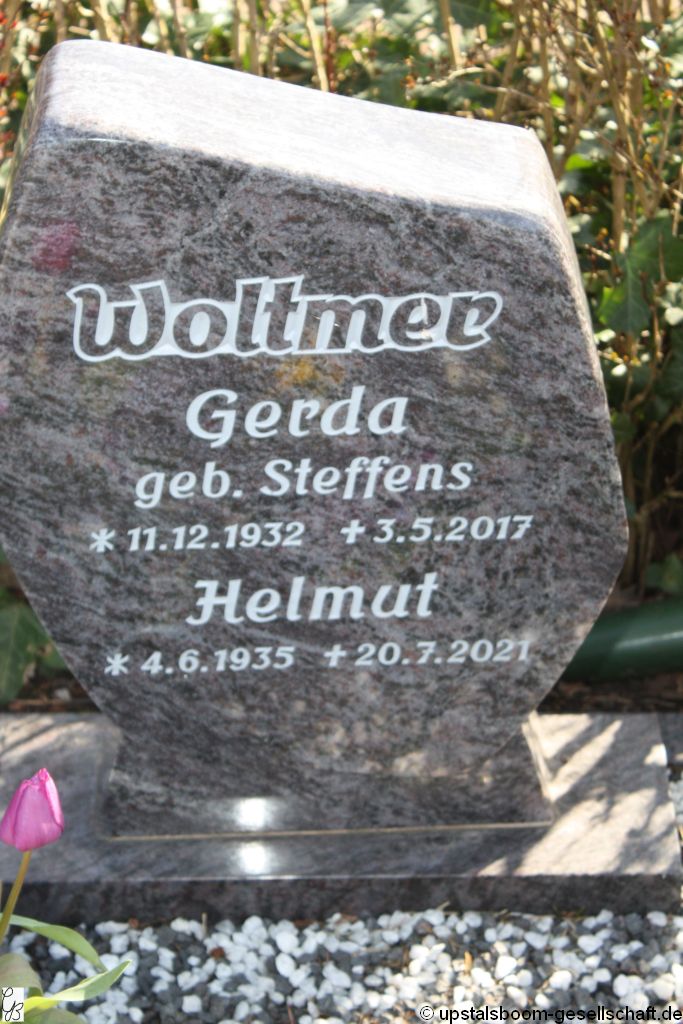 Woltmer
Gerda
geb. Steffens
* 11.12.1932 ✝ 3.5.2017
Helmut
* 4.6.1935 ✝ 20.7.2021
© upstalsboom-gesellschaft.de